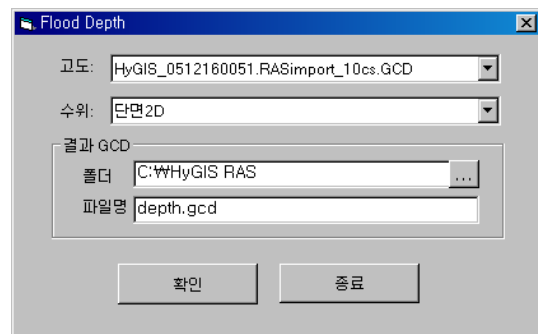 Flood Depth
고도: HyGIS_0512160051.RASimport_10cs.GCD
수위: 단면2D
결과 GCD
폴더 C:₩HyGIS RAS ...
파일명 depth.gcd
확인 종료